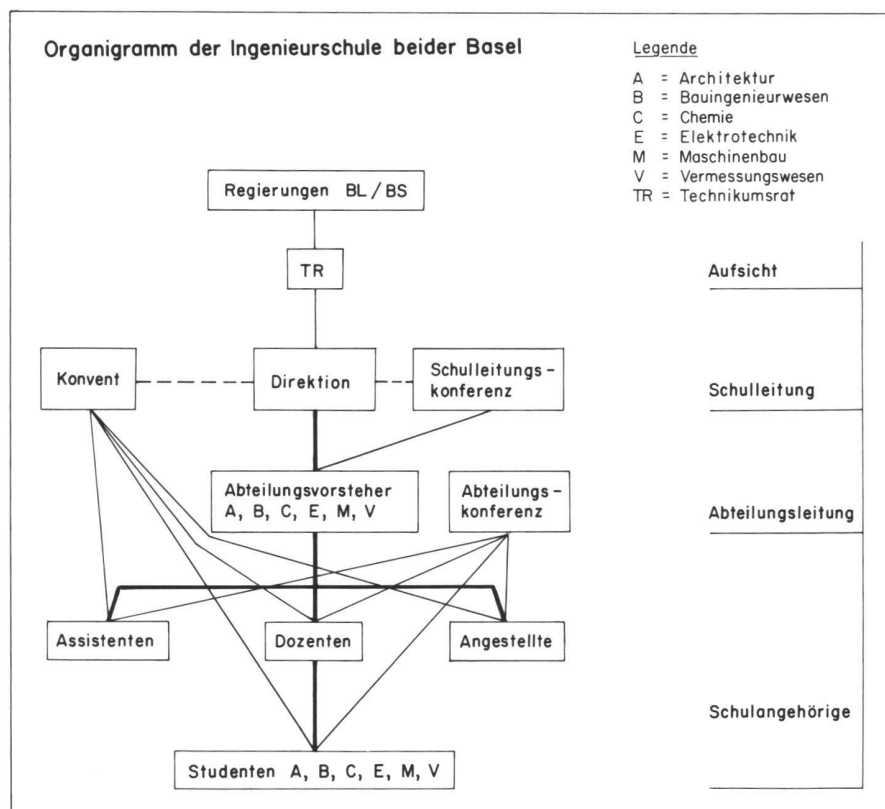 Organigramm der Ingenieurschule beider Basel
Legende
A = Architektur
B = Bauingenieurwesen
C = Chemie
E = Elektrotechnik
M = Maschinenbau
V = Vermessungswesen
TR = Technikumsrat
Regierungen BL / BS
TR
Aufsicht
Konvent
Direktion
Schulleitungs-
konferenz
Schulleitung
Abteilungsvorsteher
A, B, C, E, M, V
Abteilungs-
konferenz
Abteilungsleitung
Assistenten
Dozenten
Angestellte
Schulangehörige
Studenten A, B, C, E, M, V